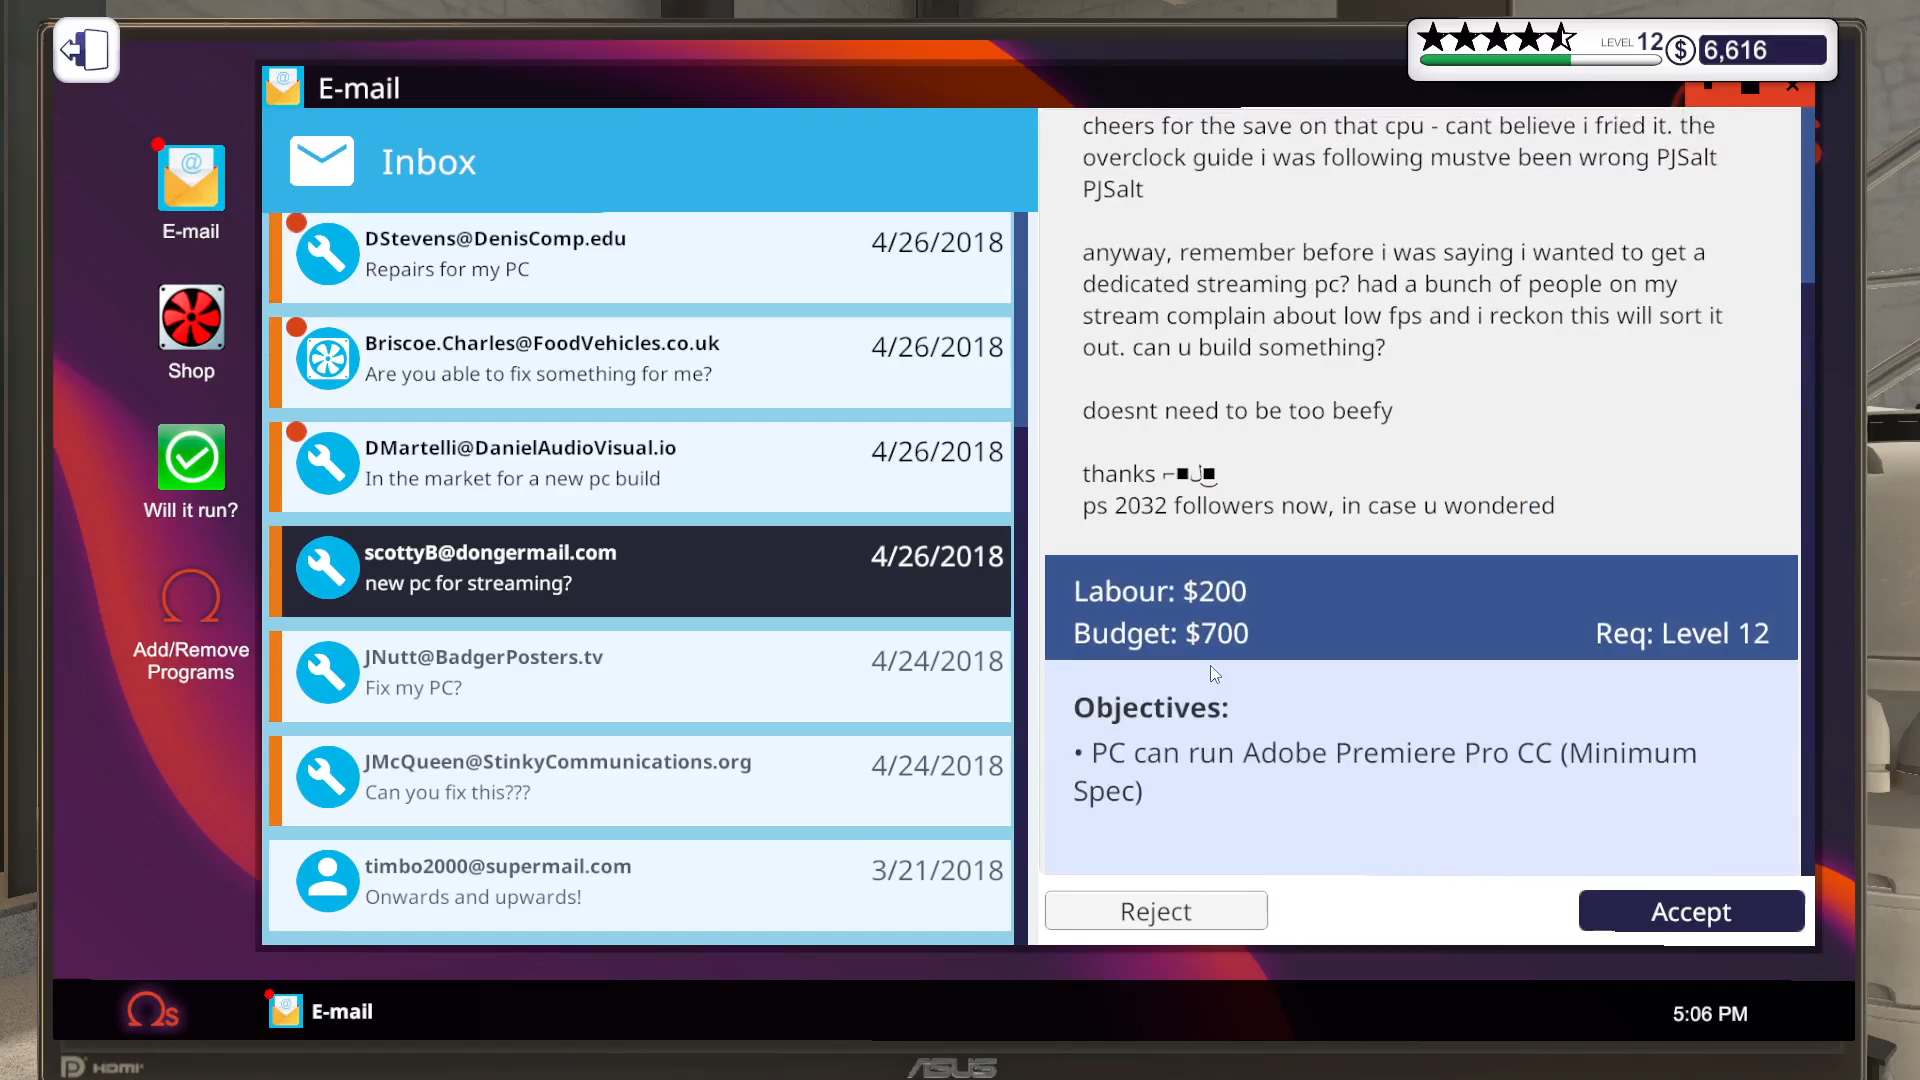 LEVEL 12
6,616
E-mail
Inbox
cheers for the save on that cpu - cant believe i fried it. the
overclock guide i was following mustve been wrong PJSalt
PJSalt
anyway, remember before i was saying i wanted to get a
dedicated streaming pc? had a bunch of people on my
stream complain about low fps and i reckon this will sort it
out. can u build something?
doesnt need to be too beefy
thanks ⌐■ل͜■
ps 2032 followers now, in case u wondered
Labour: $200
Budget: $700
Req: Level 12
Objectives:
• PC can run Adobe Premiere Pro CC (Minimum
Spec)
Reject
Accept
DStevens@DenisComp.edu
4/26/2018
Repairs for my PC
Briscoe.Charles@FoodVehicles.co.uk
4/26/2018
Are you able to fix something for me?
DMartelli@DanielAudioVisual.io
4/26/2018
In the market for a new pc build
scottyB@dongermail.com
4/26/2018
new pc for streaming?
JNutt@BadgerPosters.tv
4/24/2018
Fix my PC?
JMcQueen@StinkyCommunications.org
4/24/2018
Can you fix this???
timbo2000@supermail.com
3/21/2018
Onwards and upwards!
E-mail
Shop
Will it run?
Add/Remove
Programs
Ωs
E-mail
5:06 PM
HDMI
ASUS